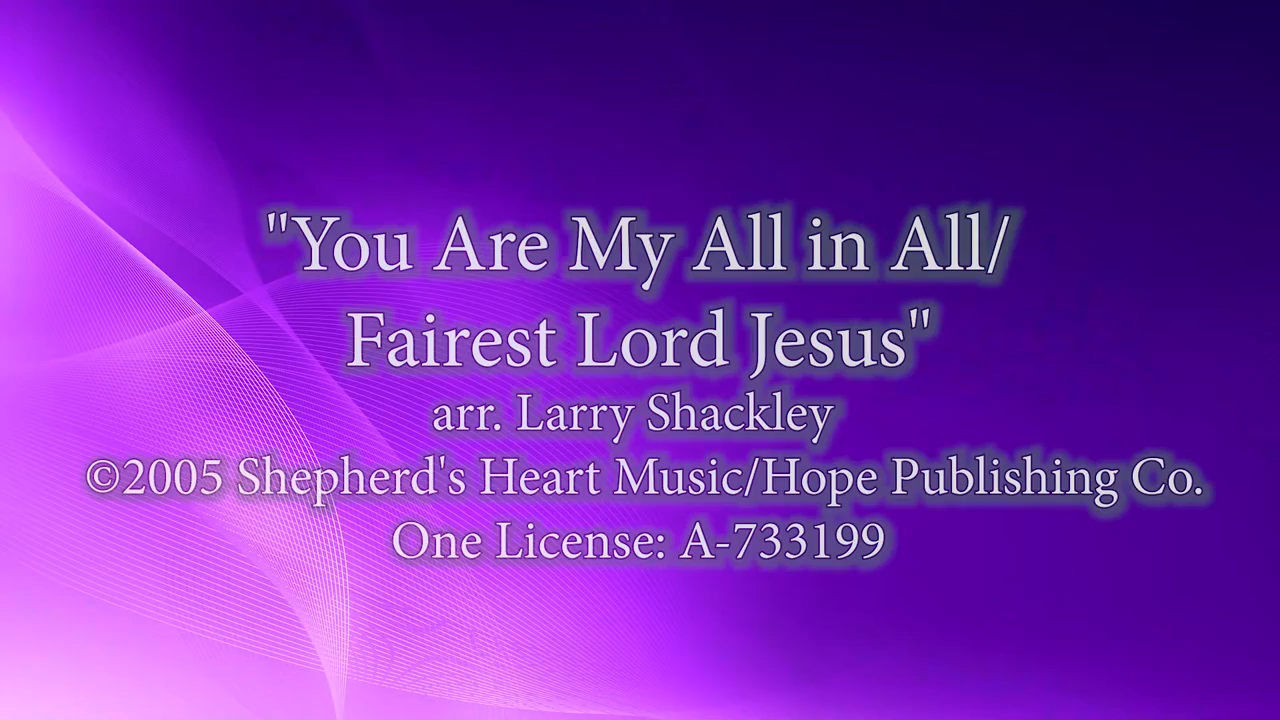 "You Are My All in All/
Fairest Lord Jesus"
arr. Larry Shackley
©2005 Shepherd's Heart Music/Hope Publishing Co.
One License: A-733199